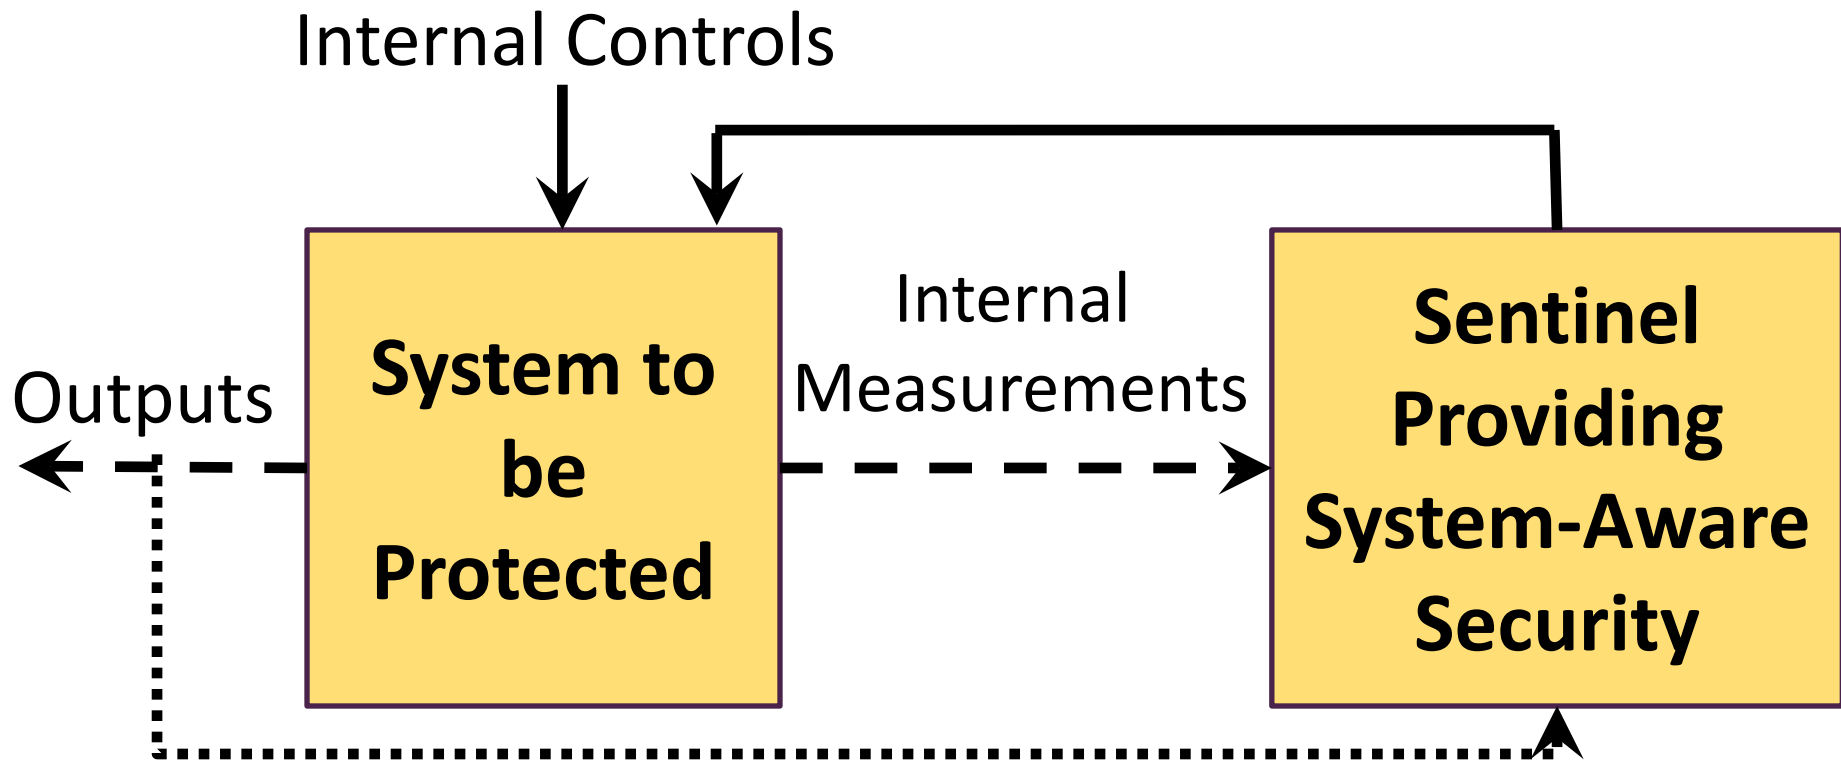 Internal Controls
Outputs
System to
be
Protected
Internal
Measurements
Sentinel
Providing
System-Aware
Security